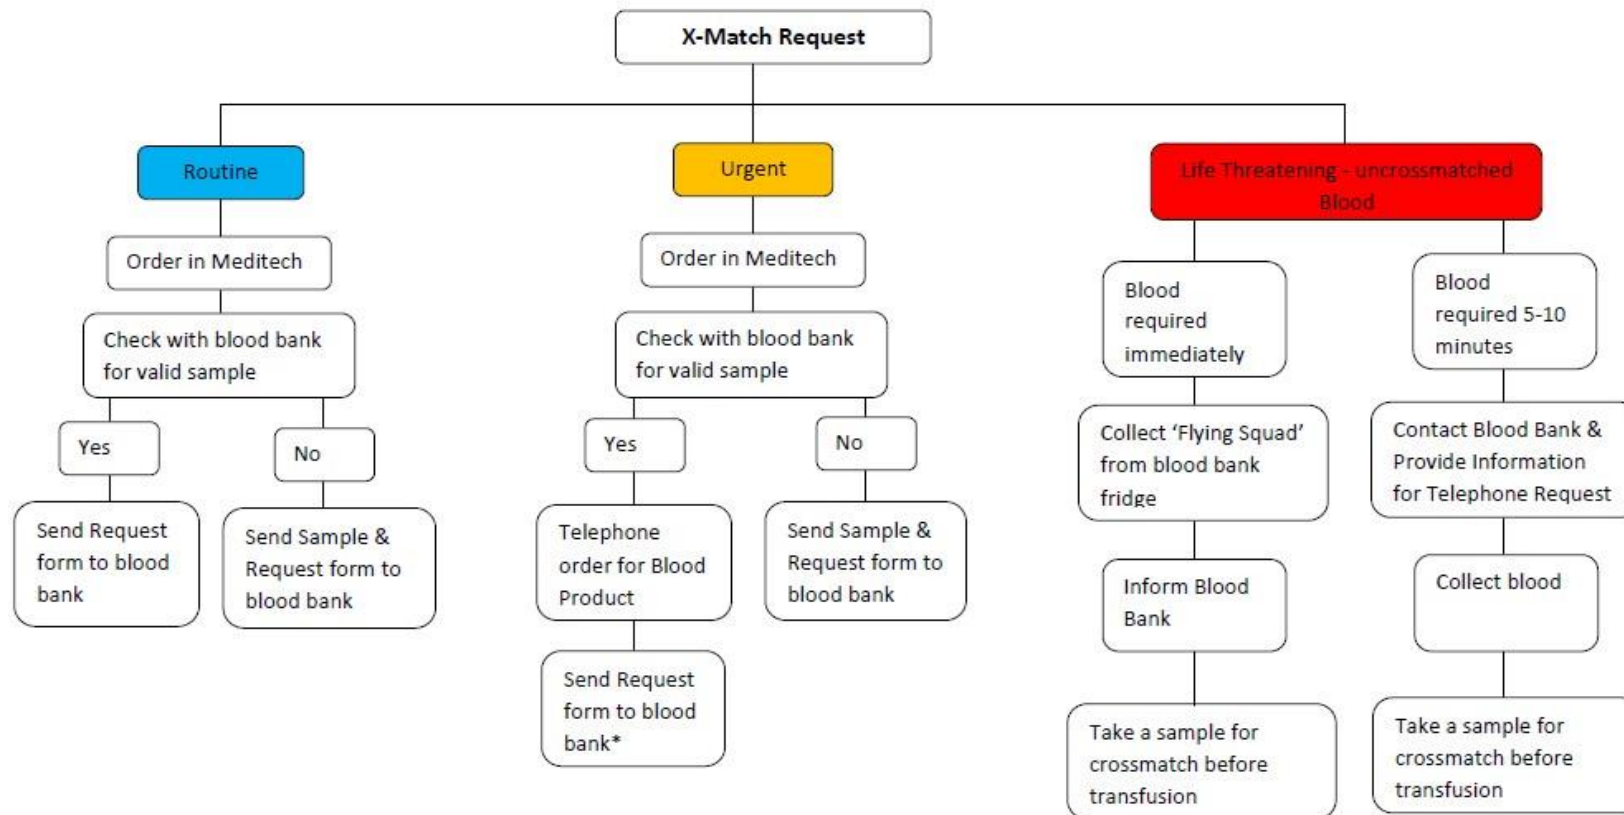 X-Match Request
Routine
Order in Meditech
Check with blood bank
for valid sample
Yes
Send Request
form to blood
bank
No
Send Sample &
Request form to
blood bank
Urgent
Order in Meditech
Check with blood bank
for valid sample
Yes
Telephone
order for Blood
Product
Send Request
form to blood
bank*
No
Send Sample &
Request form to
blood bank
Life Threatening - uncrossmatched
Blood
Blood
required
immediately
Collect ‘Flying Squad’
from blood bank
fridge
Inform Blood
Bank
Take a sample for
crossmatch before
transfusion
Blood
required 5-10
minutes
Contact Blood Bank &
Provide Information
for Telephone Request
Collect blood
Take a sample for
crossmatch before
transfusion